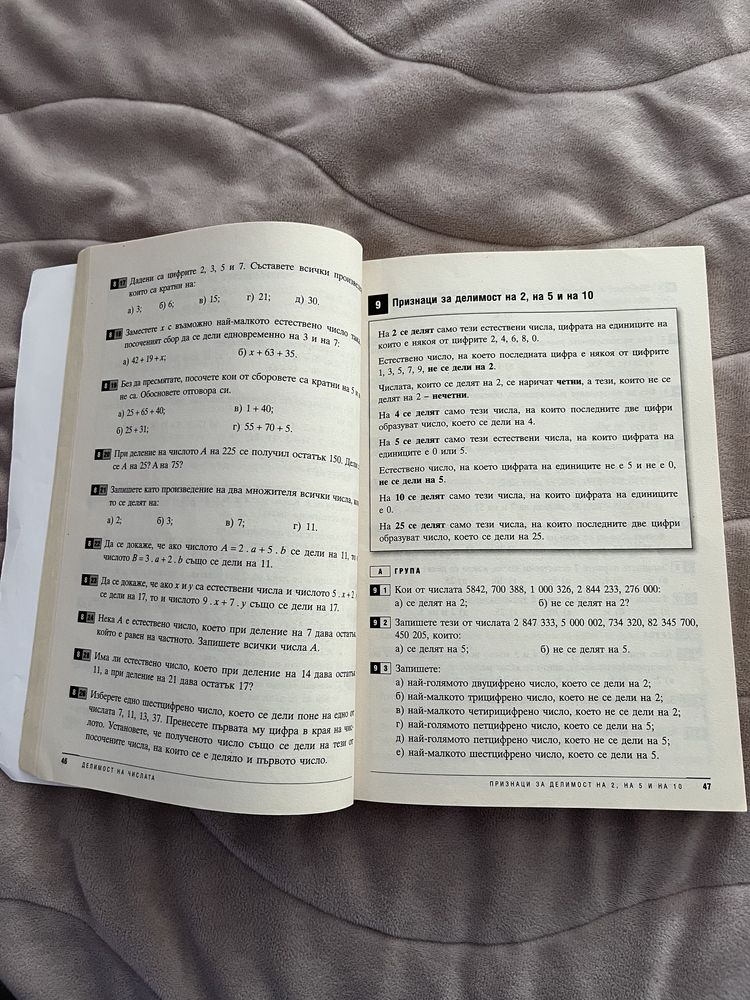 8 17 Дадени са цифрите 2, 3, 5 и 7. Съставете всички
които са кратни на:
а) 3; б) 6; в) 15; г) 21; д) 30.
8 18 Заместете x с възможно най-малкото естествено число
посоченият сбор да се дели едновременно на 3 и на 7:
а) 42 + 19 + x; б) x + 63 + 35.
8 19 Без да пресмятате, посочете кои от сборовете са кратни на 5 и
не са. Обосновете отговора си.
а) 25 + 65 + 40; в) 1 + 40;
б) 25 + 31; г) 55 + 70 + 5.
8 20 При деление на числото A на 225 се получил остатък 150.
се A на 25? A на 75?
8 21 Запишете като произведение на два множителя всички числа,
то се делят на:
а) 2; б) 3; в) 7; г) 11.
8 22 Да се докаже, че ако числото A = 2 . a + 5 . b се дели на 11,
числото B = 3 . a + 2 . b също се дели на 11.
8 23 Да се докаже, че ако x и y са естествени числа и числото 5 . x + 2
се дели на 17, то и числото 9 . x + 7 . y също се дели на 17.
8 24 Нека A е естествено число, което при деление на 7 дава
който е равен на частното. Запишете всички числа A.
8 25 Има ли естествено число, което при деление на 14 дава
11, а при деление на 21 дава остатък 17?
8 26 Изберете едно шестцифрено число, което се дели поне на едно
числата 7, 11, 13, 37. Пренесете първата му цифра в края на
лото. Установете, че полученото число също се дели на тези от
посочените числа, на които се е деляло и първото число.
46 ДЕЛИМОСТ НА ЧИСЛАТА
9 Признаци за делимост на 2, на 5 и на 10
На 2 се делят само тези естествени числа, цифрата на единиците на
които е някоя от цифрите 2, 4, 6, 8, 0.
Естествено число, на което последната цифра е някоя от цифрите
1, 3, 5, 7, 9, не се дели на 2.
Числата, които се делят на 2, се наричат четни, а тези, които не се
делят на 2 – нечетни.
На 4 се делят само тези числа, на които последните две цифри
образуват число, което се дели на 4.
На 5 се делят само тези естествени числа, на които цифрата на
единиците е 0 или 5.
Естествено число, на което цифрата на единиците не е 5 и не е 0,
не се дели на 5.
На 10 се делят само тези числа, на които цифрата на единиците
е 0.
На 25 се делят само тези числа, на които последните две цифри
образуват число, което се дели на 25.
А ГРУПА
9 1 Кои от числата 5842, 700 388, 1 000 326, 2 844 233, 276 000:
а) се делят на 2; б) не се делят на 2?
9 2 Запишете тези от числата 2 847 333, 5 000 002, 734 320, 82 345 700,
450 205, които:
а) се делят на 5; б) не се делят на 5.
9 3 Запишете:
а) най-голямото двуцифрено число, което се дели на 2;
б) най-малкото трицифрено число, което не се дели на 2;
в) най-малкото четирицифрено число, което не се дели на 2;
г) най-голямото петцифрено число, което се дели на 5;
д) най-голямото петцифрено число, което не се дели на 5;
е) най-малкото шестцифрено число, което се дели на 5.
ПРИЗНАЦИ ЗА ДЕЛИМОСТ НА 2, НА 5 И НА 10 47